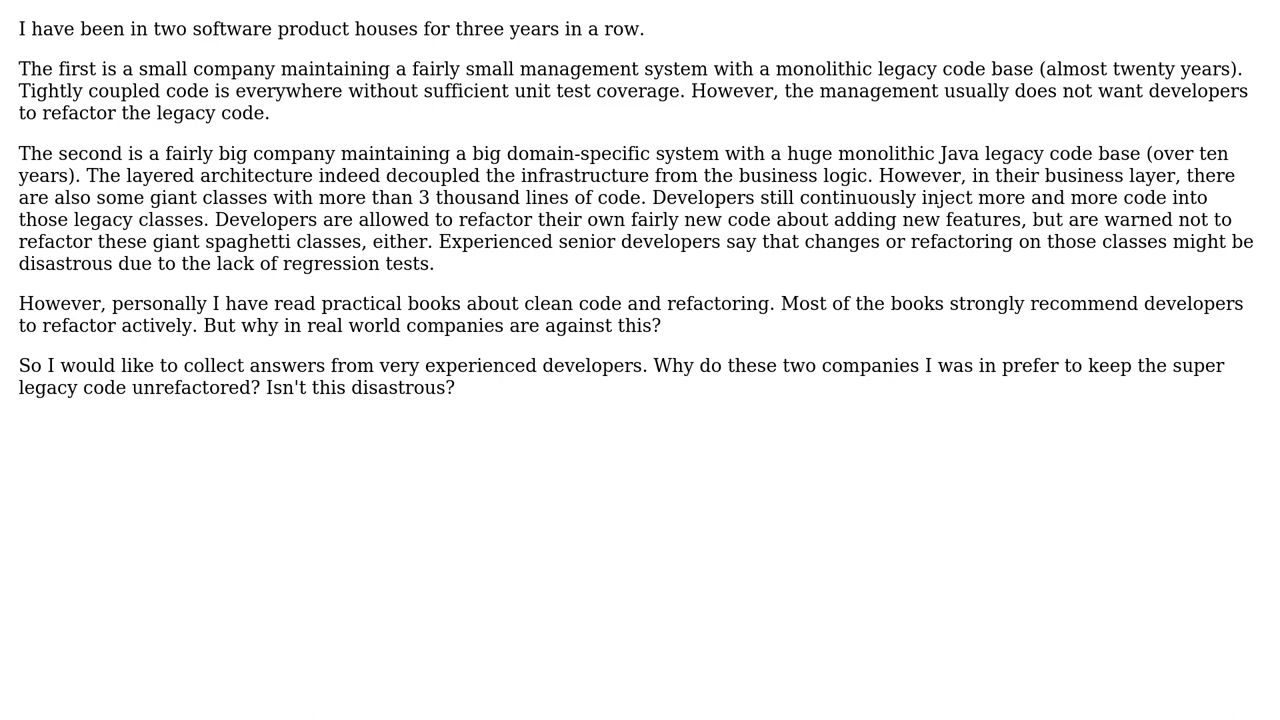 I have been in two software product houses for three years in a row.
The first is a small company maintaining a fairly small management system with a monolithic legacy code base (almost twenty years).
Tightly coupled code is everywhere without sufficient unit test coverage. However, the management usually does not want developers
to refactor the legacy code.
The second is a fairly big company maintaining a big domain-specific system with a huge monolithic Java legacy code base (over ten
years). The layered architecture indeed decoupled the infrastructure from the business logic. However, in their business layer, there
are also some giant classes with more than 3 thousand lines of code. Developers still continuously inject more and more code into
those legacy classes. Developers are allowed to refactor their own fairly new code about adding new features, but are warned not to
refactor these giant spaghetti classes, either. Experienced senior developers say that changes or refactoring on those classes might be
disastrous due to the lack of regression tests.
However, personally I have read practical books about clean code and refactoring. Most of the books strongly recommend developers
to refactor actively. But why in real world companies are against this?
So I would like to collect answers from very experienced developers. Why do these two companies I was in prefer to keep the super
legacy code unrefactored? Isn't this disastrous?